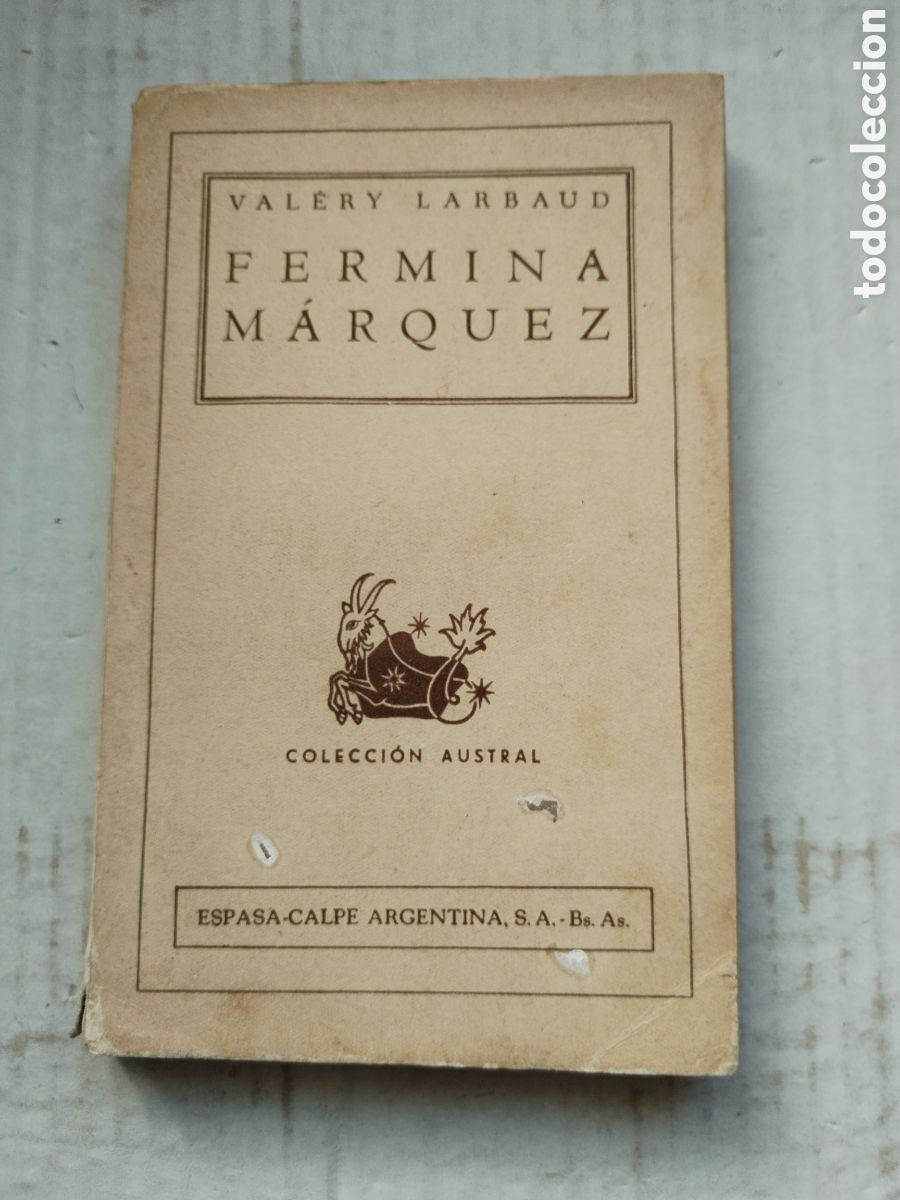 VALÉRY LARBAUD
FERMINA
MÁRQUEZ
COLECCIÓN AUSTRAL
ESPASA-CALPE ARGENTINA, S. A. - Bs. As.
todocoleccion